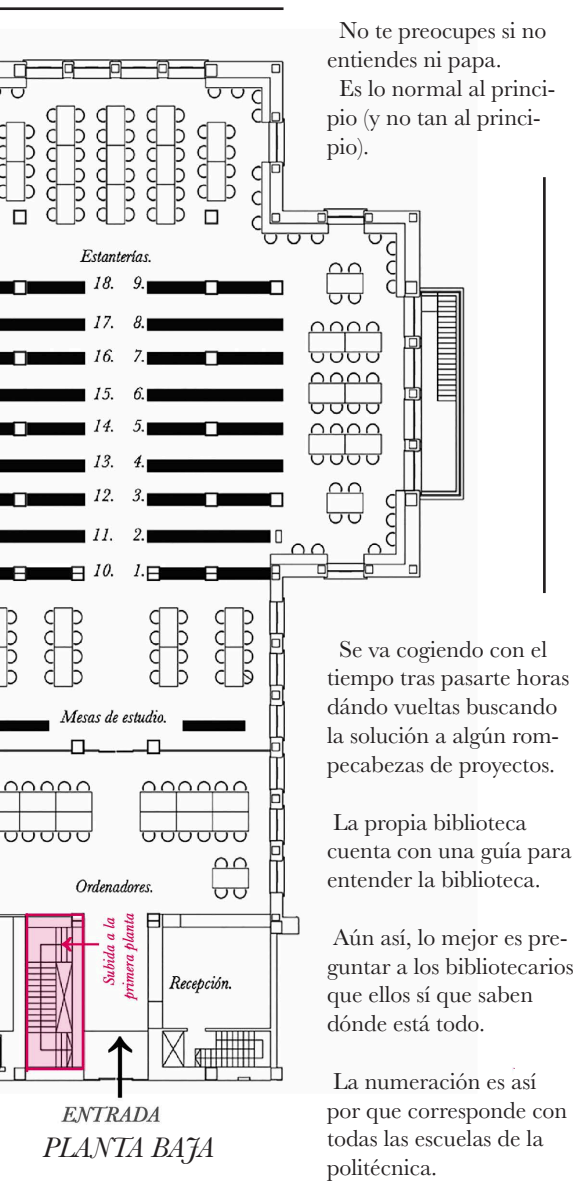 No te preocupes si no
entiendes ni papa.
Es lo normal al princi-
pio (y no tan al princi-
pio).
Estanterías.
18. 9.
17. 8.
16. 7.
15. 6.
14. 5.
13. 4.
12. 3.
11. 2.
10. 1.
Mesas de estudio.
Ordenadores.
Subida a la
primera planta
Recepción.
ENTRADA
PLANTA BAJA
Se va cogiendo con el
tiempo tras pasarte horas
dándo vueltas buscando
la solución a algún rom-
pecabezas de proyectos.
La propia biblioteca
cuenta con una guía para
entender la biblioteca.
Aún así, lo mejor es pre-
guntar a los bibliotecarios
que ellos sí que saben
dónde está todo.
La numeración es así
por que corresponde con
todas las escuelas de la
politécnica.